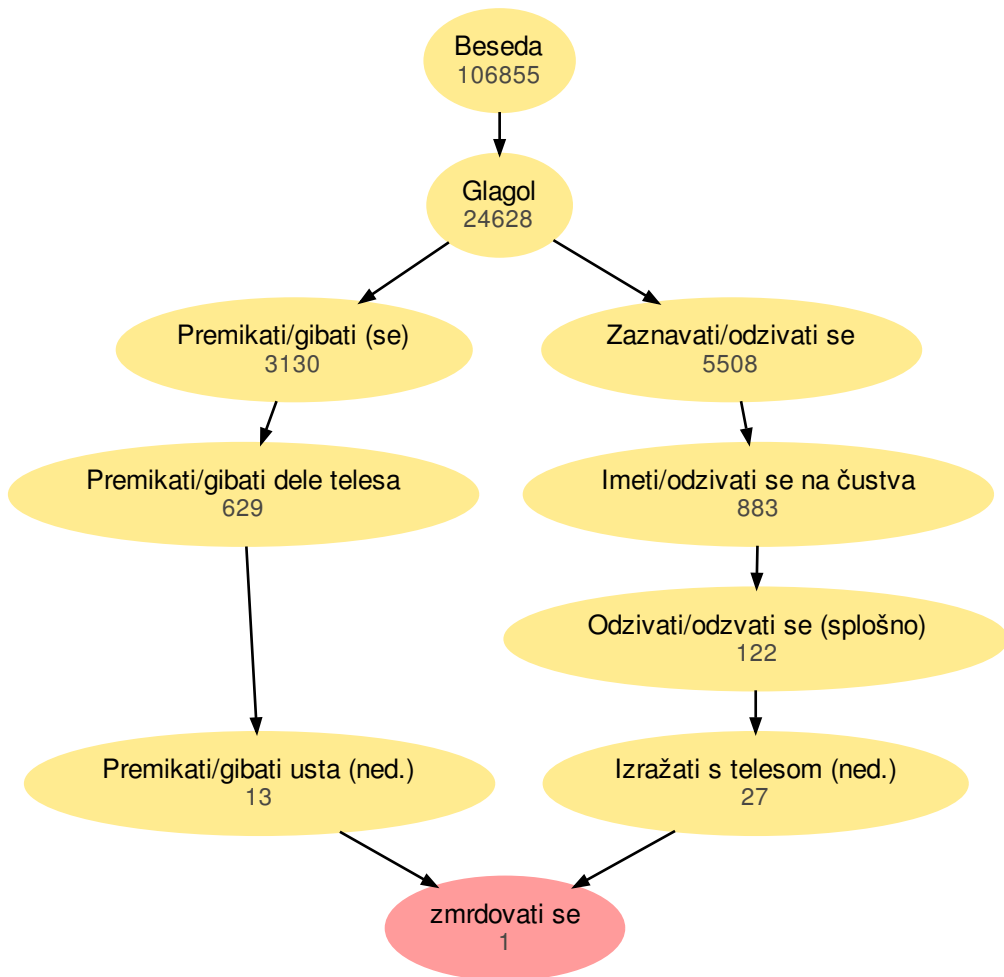 Beseda
106855
Glagol
24628
Premikati/gibati (se)
3130
Zaznavati/odzivati se
5508
Premikati/gibati dele telesa
629
Imeti/odzivati se na čustva
883
Odzivati/odzvati se (splošno)
122
Premikati/gibati usta (ned.)
13
Izražati s telesom (ned.)
27
zmrdovati se
1